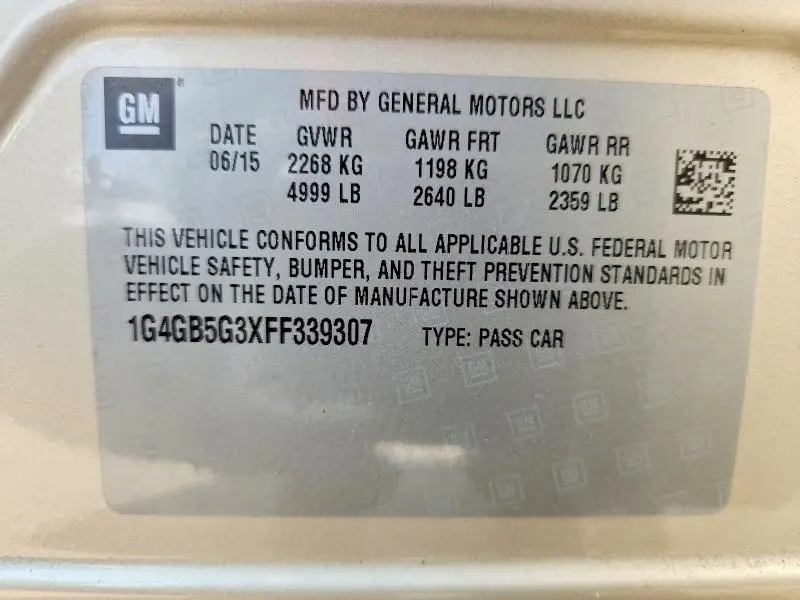 GM®
MFD BY GENERAL MOTORS LLC
DATE GVWR GAWR FRT GAWR RR
06/15 2268 KG 1198 KG 1070 KG
4999 LB 2640 LB 2359 LB
THIS VEHICLE CONFORMS TO ALL APPLICABLE U.S. FEDERAL MOTOR
VEHICLE SAFETY, BUMPER, AND THEFT PREVENTION STANDARDS IN
EFFECT ON THE DATE OF MANUFACTURE SHOWN ABOVE.
1G4GB5G3XFF339307 TYPE: PASS CAR